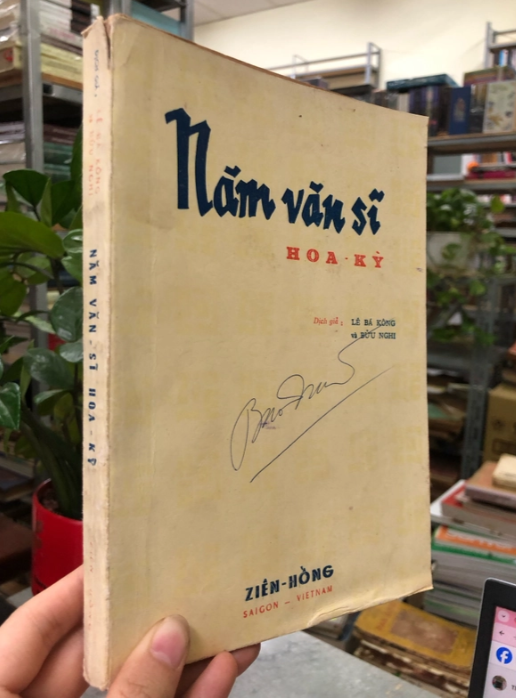 Năm văn sĩ
HOA-KỲ
Dịch giả : LÊ BÁ KÔNG
và BỬU NGHI
ZIÊN-HỒNG
SAIGON – VIETNAM
NĂM VĂN-SĨ HOA-KỲ